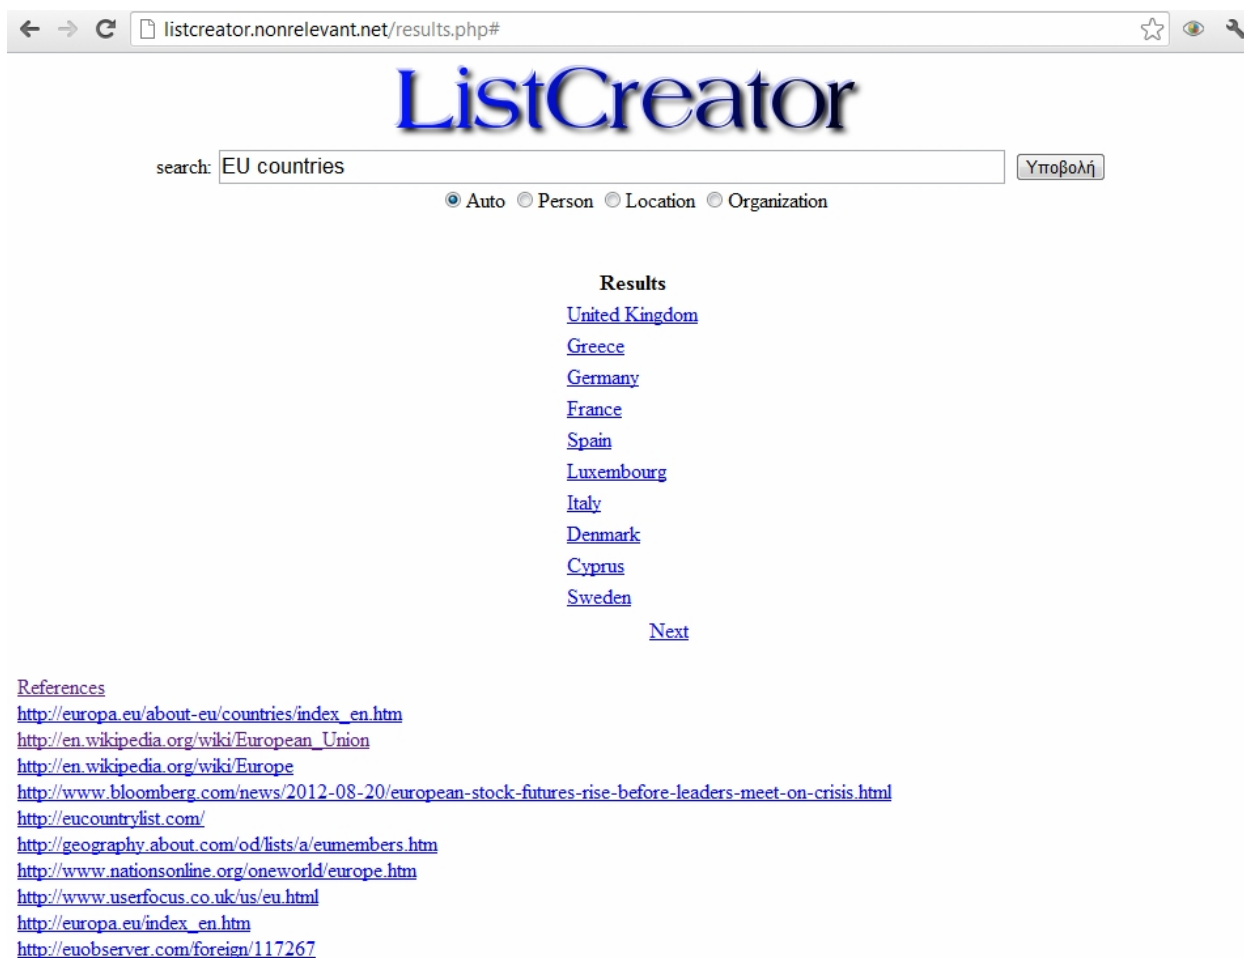 listcreator.nonrelevant.net/results.php#
ListCreator
search: EU countries Υποβολή
Auto Person Location Organization
Results
United Kingdom
Greece
Germany
France
Spain
Luxembourg
Italy
Denmark
Cyprus
Sweden
Next
References
http://europa.eu/about-eu/countries/index_en.htm
http://en.wikipedia.org/wiki/European_Union
http://en.wikipedia.org/wiki/Europe
http://www.bloomberg.com/news/2012-08-20/european-stock-futures-rise-before-leaders-meet-on-crisis.html
http://eucountrylist.com/
http://geography.about.com/od/lists/a/eumembers.htm
http://www.nationsonline.org/oneworld/europe.htm
http://www.userfocus.co.uk/us/eu.html
http://europa.eu/index_en.htm
http://euobserver.com/foreign/117267